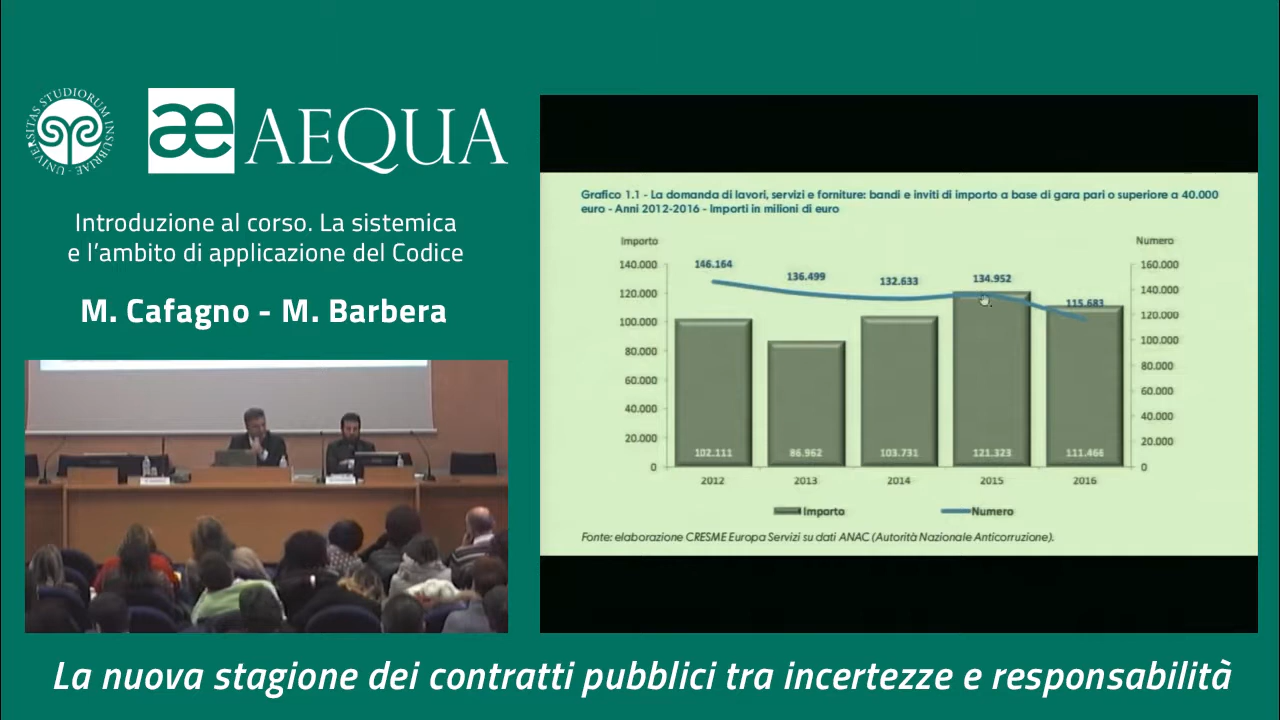 UNIVERSITAS STUDIORUM INSUBRIAE
æ AEQUA
Introduzione al corso. La sistemica
e l’ambito di applicazione del Codice
M. Cafagno - M. Barbera
Grafico 1.1 - La domanda di lavori, servizi e forniture: bandi e inviti di importo a base di gara pari o superiore a 40.000
euro - Anni 2012-2016 - Importi in milioni di euro
Importo Numero
140.000 160.000
120.000 140.000
100.000 120.000
80.000 100.000
60.000 80.000
40.000 60.000
20.000 40.000
0 20.000
0
146.164 136.499 132.633 134.952 115.683
102.111 86.962 103.731 121.323 111.466
2012 2013 2014 2015 2016
Importo Numero
Fonte: elaborazione CRESME Europa Servizi su dati ANAC (Autorità Nazionale Anticorruzione).
La nuova stagione dei contratti pubblici tra incertezze e responsabilità